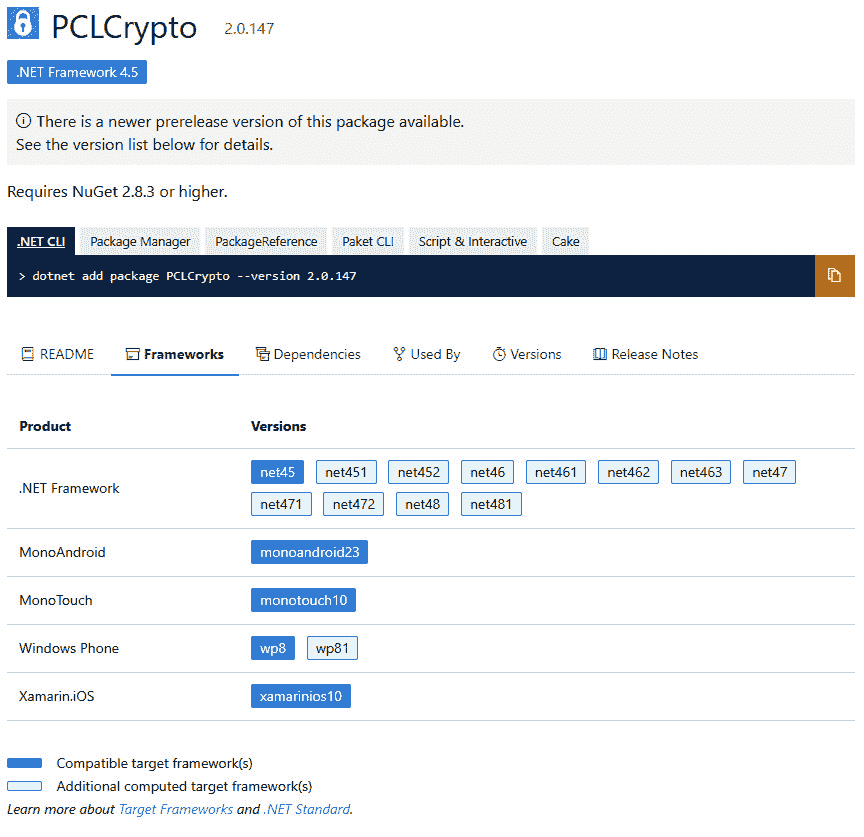 PCLCrypto 2.0.147
.NET Framework 4.5
There is a newer prerelease version of this package available.
See the version list below for details.
Requires NuGet 2.8.3 or higher.
.NET CLI Package Manager PackageReference Paket CLI Script & Interactive Cake
> dotnet add package PCLCrypto --version 2.0.147
README Frameworks Dependencies Used By Versions Release Notes
Product Versions
.NET Framework net45 net451 net452 net46 net461 net462 net463 net47
net471 net472 net48 net481
MonoAndroid monoandroid23
MonoTouch monotouch10
Windows Phone wp8 wp81
Xamarin.iOS xamarinios10
Compatible target framework(s)
Additional computed target framework(s)
Learn more about Target Frameworks and .NET Standard.